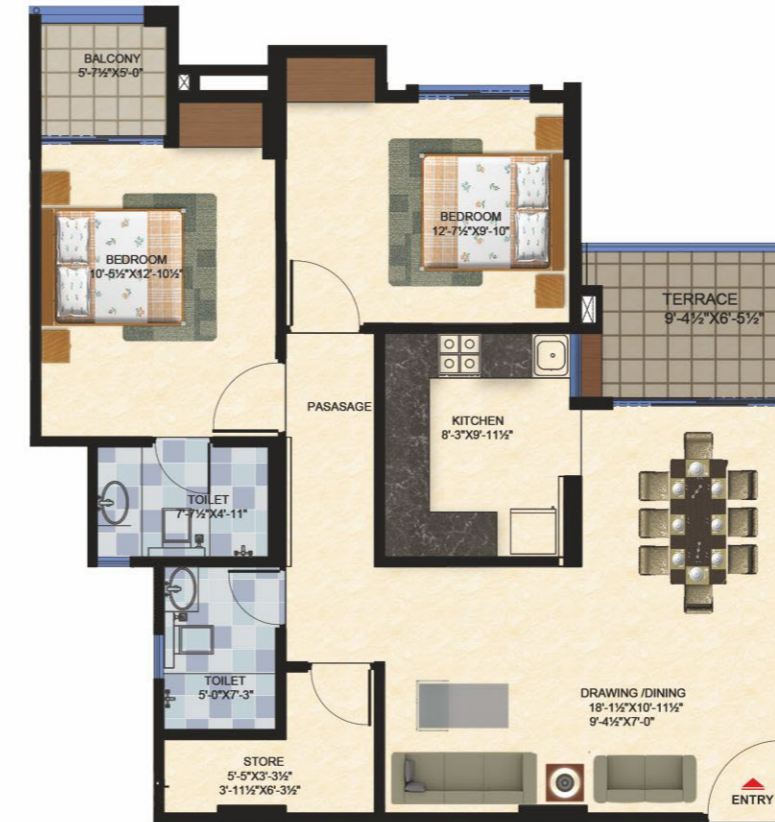 BALCONY
5'-7½"X5'-0"
BEDROOM
12'-7½"X9'-10"
BEDROOM
10'-5½"X12'-10½"
TERRACE
9'-4½"X6'-5½"
PASASAGE
KITCHEN
8'-3"X9'-11½"
TOILET
7'-7½"X4'-11"
TOILET
5'-0"X7'-3"
DRAWING /DINING
18'-1½"X10'-11½"
9'-4½"X7'-0"
STORE
5'-5"X3'-3½"
3'-11½"X6'-3½"
ENTRY